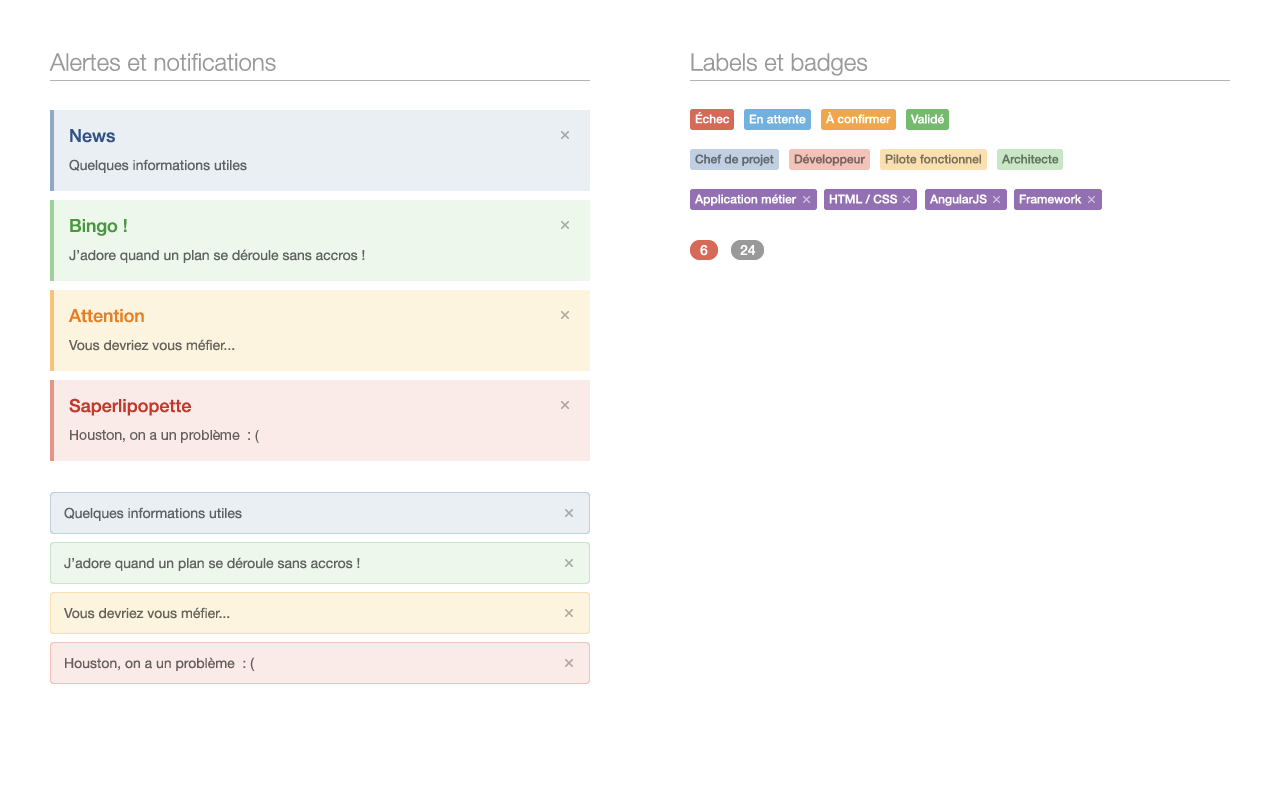 Alertes et notifications
News ×
Quelques informations utiles
Bingo ! ×
J’adore quand un plan se déroule sans accros !
Attention ×
Vous devriez vous méfier...
Saperlipopette ×
Houston, on a un problème  : (
Quelques informations utiles ×
J’adore quand un plan se déroule sans accros ! ×
Vous devriez vous méfier... ×
Houston, on a un problème  : ( ×
Labels et badges
Échec En attente À confirmer Validé
Chef de projet Développeur Pilote fonctionnel Architecte
Application métier × HTML / CSS × AngularJS × Framework ×
6 24